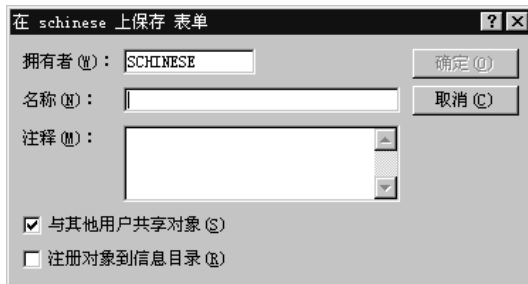 在 schinese 上保存 表单
拥有者(W)： SCHINESE 确定(O)
名称(N)： 取消(C)
注释(M)：
与其他用户共享对象(S)
注册对象到信息目录(R)